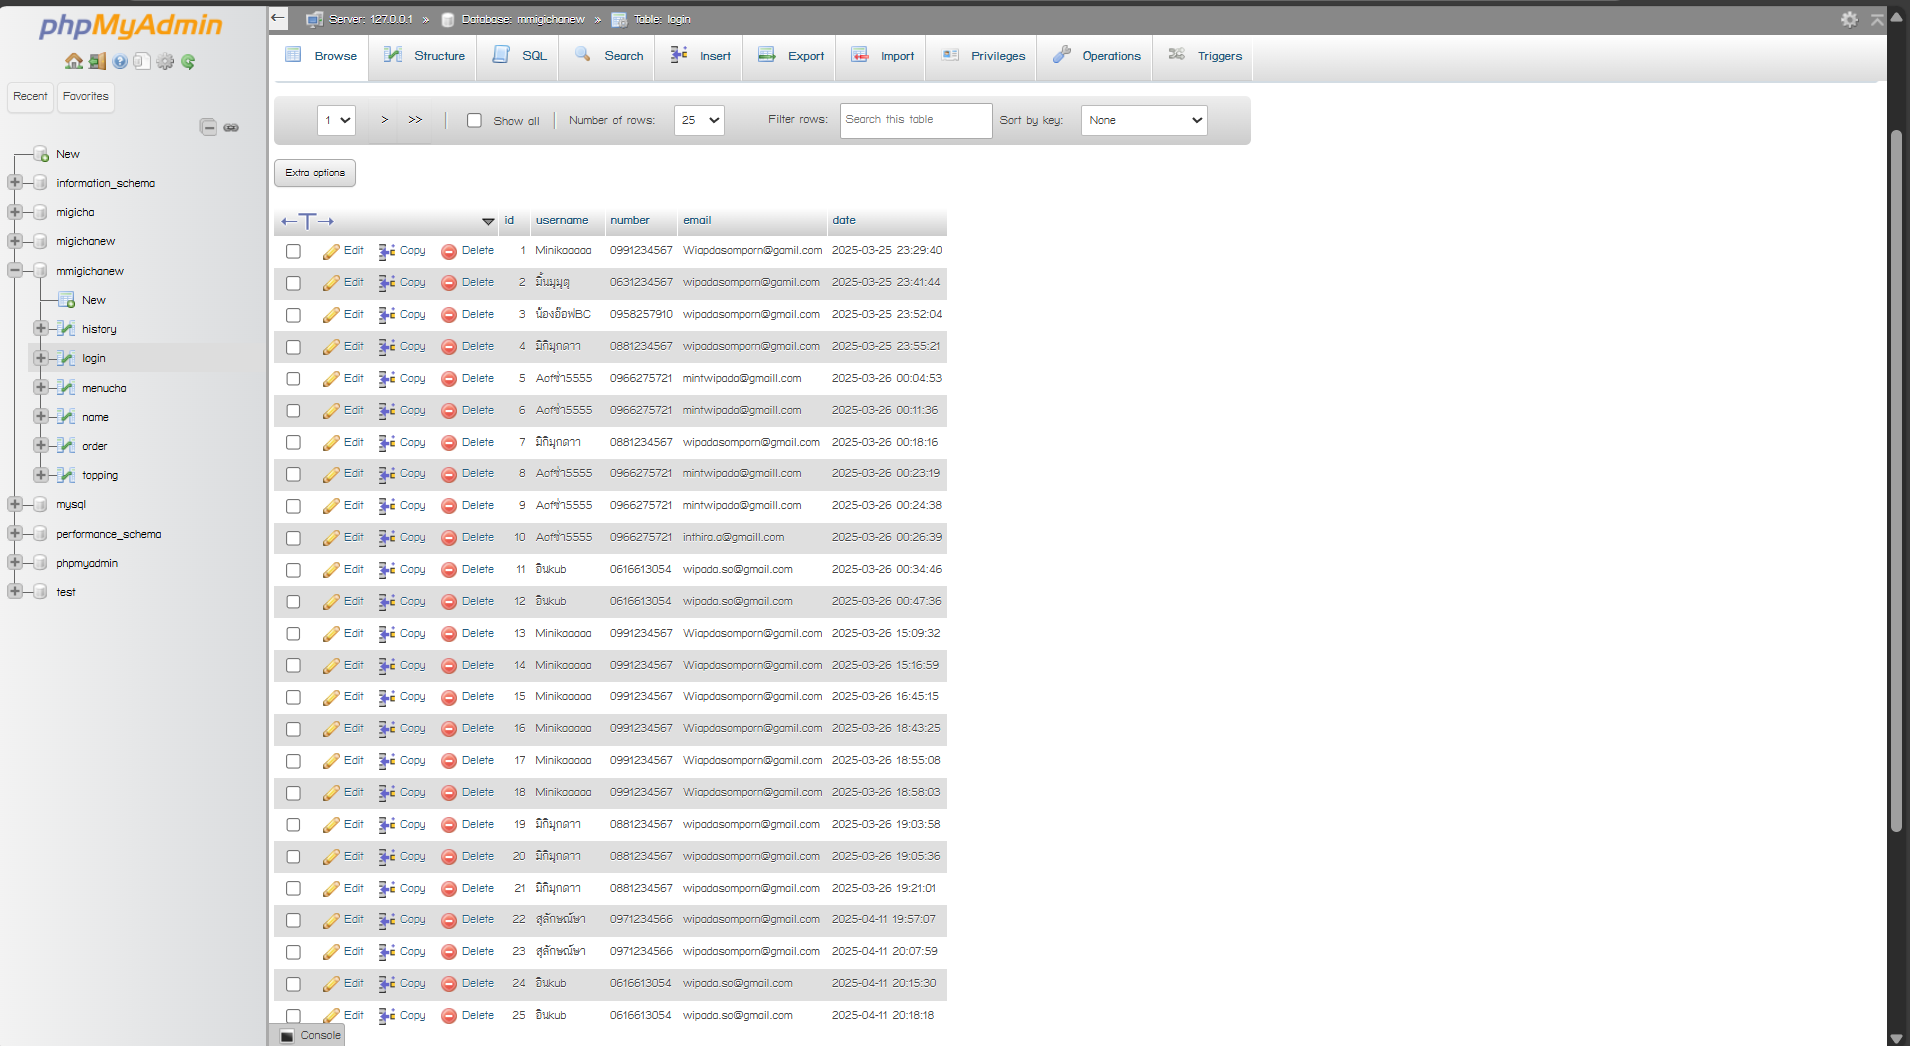 phpMyAdmin
Recent Favorites
New
information_schema
migicha
migichanew
mmigichanew
New
history
login
menucha
name
order
topping
mysql
performance_schema
phpmyadmin
test
Server: 127.0.0.1 » Database: mmigichanew » Table: login
Browse Structure SQL Search Insert Export Import Privileges Operations Triggers
1 > >> Show all Number of rows: 25 Filter rows: Search this table Sort by key: None
Extra options
←T→ id username number email date
Edit Copy Delete 1 Minikaaaaa 0991234567 Wiapdasomporn@gamil.com 2025-03-25 23:29:40
Edit Copy Delete 2 มิ้นมุมุตุ 0631234567 wipadasomporn@gmail.com 2025-03-25 23:41:44
Edit Copy Delete 3 น้องอ๊อฟBC 0958257910 wipadasomporn@gmail.com 2025-03-25 23:52:04
Edit Copy Delete 4 มิกิมุกดาา 0881234567 wipadasomporn@gmail.com 2025-03-25 23:55:21
Edit Copy Delete 5 Aofซ่า5555 0966275721 mintwipada@gmaill.com 2025-03-26 00:04:53
Edit Copy Delete 6 Aofซ่า5555 0966275721 mintwipada@gmaill.com 2025-03-26 00:11:36
Edit Copy Delete 7 มิกิมุกดาา 0881234567 wipadasomporn@gmail.com 2025-03-26 00:18:16
Edit Copy Delete 8 Aofซ่า5555 0966275721 mintwipada@gmaill.com 2025-03-26 00:23:19
Edit Copy Delete 9 Aofซ่า5555 0966275721 mintwipada@gmaill.com 2025-03-26 00:24:38
Edit Copy Delete 10 Aofซ่า5555 0966275721 inthira.a@gmaill.com 2025-03-26 00:26:39
Edit Copy Delete 11 อินkub 0616613054 wipada.so@gmail.com 2025-03-26 00:34:46
Edit Copy Delete 12 อินkub 0616613054 wipada.so@gmail.com 2025-03-26 00:47:36
Edit Copy Delete 13 Minikaaaaa 0991234567 Wiapdasomporn@gamil.com 2025-03-26 15:09:32
Edit Copy Delete 14 Minikaaaaa 0991234567 Wiapdasomporn@gamil.com 2025-03-26 15:16:59
Edit Copy Delete 15 Minikaaaaa 0991234567 Wiapdasomporn@gamil.com 2025-03-26 16:45:15
Edit Copy Delete 16 Minikaaaaa 0991234567 Wiapdasomporn@gamil.com 2025-03-26 18:43:25
Edit Copy Delete 17 Minikaaaaa 0991234567 Wiapdasomporn@gamil.com 2025-03-26 18:55:08
Edit Copy Delete 18 Minikaaaaa 0991234567 Wiapdasomporn@gamil.com 2025-03-26 18:58:03
Edit Copy Delete 19 มิกิมุกดาา 0881234567 wipadasomporn@gmail.com 2025-03-26 19:03:58
Edit Copy Delete 20 มิกิมุกดาา 0881234567 wipadasomporn@gmail.com 2025-03-26 19:05:36
Edit Copy Delete 21 มิกิมุกดาา 0881234567 wipadasomporn@gmail.com 2025-03-26 19:21:01
Edit Copy Delete 22 สุลักษณ์ษา 0971234566 wipadasomporn@gmail.com 2025-04-11 19:57:07
Edit Copy Delete 23 สุลักษณ์ษา 0971234566 wipadasomporn@gmail.com 2025-04-11 20:07:59
Edit Copy Delete 24 อินkub 0616613054 wipada.so@gmail.com 2025-04-11 20:15:30
Edit Copy Delete 25 อินkub 0616613054 wipada.so@gmail.com 2025-04-11 20:18:18
Console